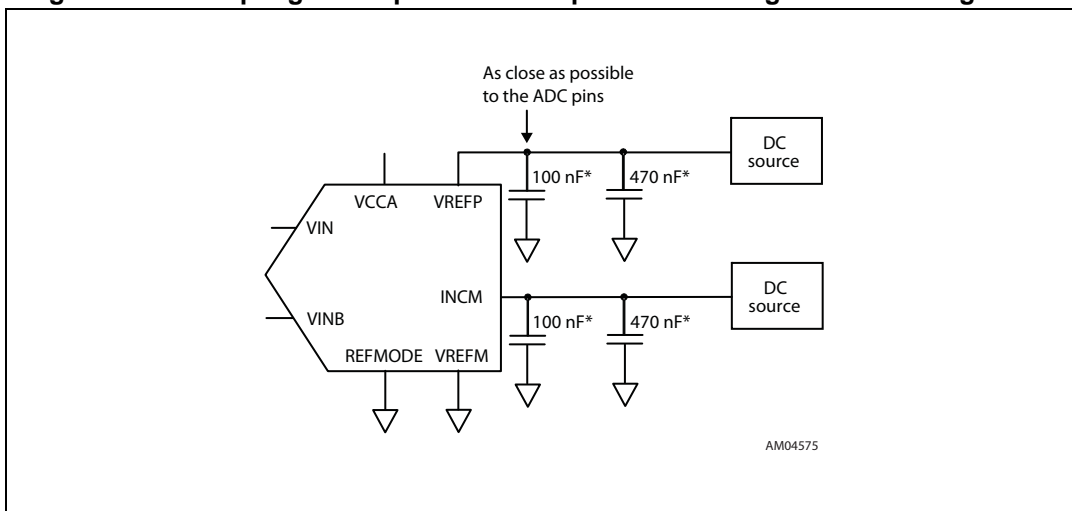 As close as possible
to the ADC pins
DC
source
100 nF*
470 nF*
VCCA
VREFP
VIN
INCM
DC
source
100 nF*
470 nF*
VINB
REFMODE
VREFM
AM04575